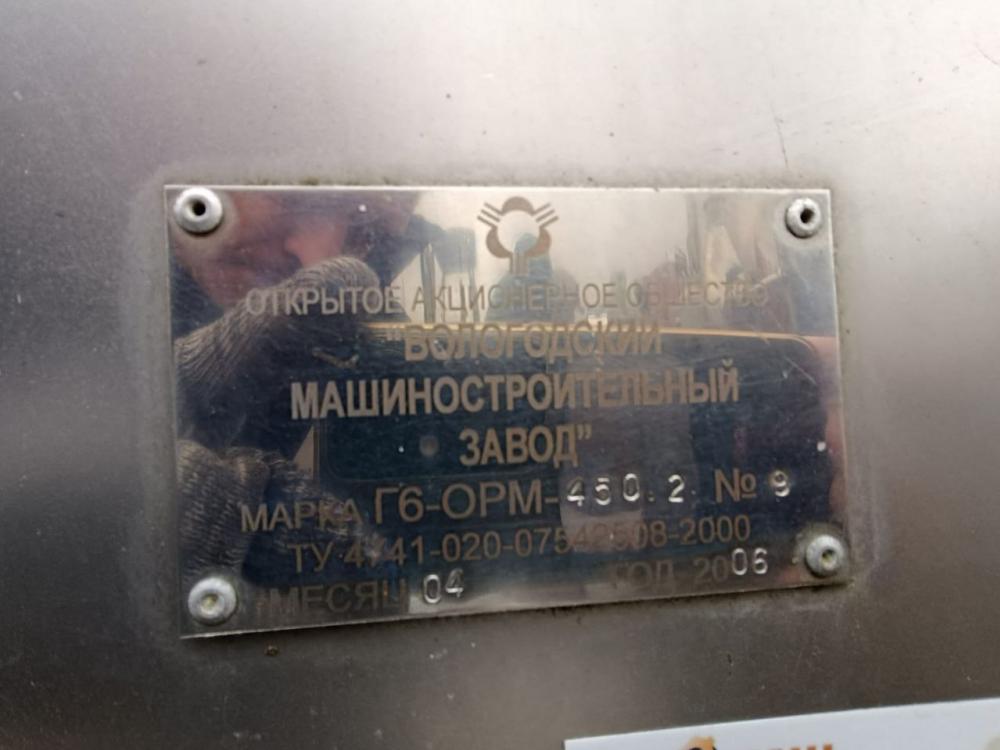 ОТКРЫТОЕ АКЦИОНЕРНОЕ ОБЩЕСТВО
"ВОЛОГОДСКИЙ
МАШИНОСТРОИТЕЛЬНЫЙ
ЗАВОД"
МАРКА Г6-ОРМ-450.2 № 9
ТУ 4741-020-07542508-2000
МЕСЯЦ 04 ГОД 2006